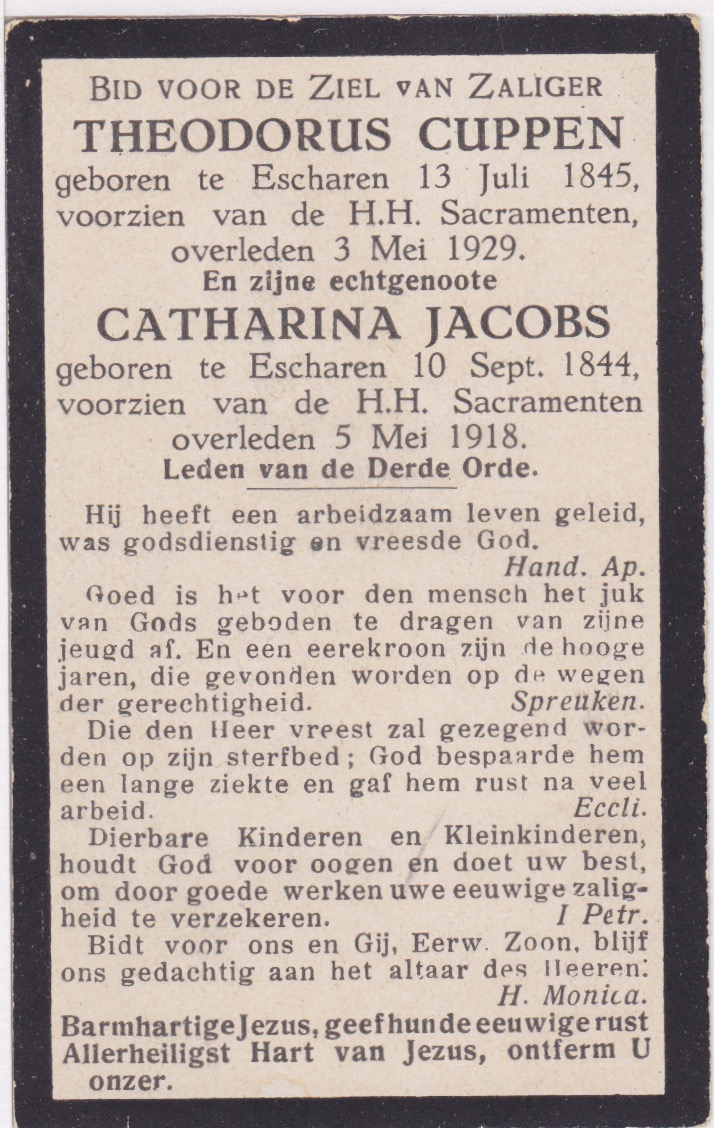 BID VOOR DE ZIEL VAN ZALIGER
THEODORUS CUPPEN
geboren te Escharen 13 Juli 1845,
voorzien van de H.H. Sacramenten,
overleden 3 Mei 1929.
En zijne echtgenoote
CATHARINA JACOBS
geboren te Escharen 10 Sept. 1844,
voorzien van de H.H. Sacramenten
overleden 5 Mei 1918.
Leden van de Derde Orde.
Hij heeft een arbeidzaam leven geleid,
was godsdienstig en vreesde God.
Hand. Ap.
Goed is het voor den mensch het juk
van Gods geboden te dragen van zijne
jeugd af. En een eerekroon zijn de hooge
jaren, die gevonden worden op de wegen
der gerechtigheid. Spreuken.
Die den Heer vreest zal gezegend wor-
den op zijn sterfbed; God bespaarde hem
een lange ziekte en gaf hem rust na veel
arbeid. Eccli.
Dierbare Kinderen en Kleinkinderen,
houdt God voor oogen en doet uw best,
om door goede werken uwe eeuwige zalig-
heid te verzekeren. I Petr.
Bidt voor ons en Gij, Eerw. Zoon, blijf
ons gedachtig aan het altaar des Heeren.
H. Monica.
Barmhartige Jezus, geef hun de eeuwige rust
Allerheiligst Hart van Jezus, ontferm U
onzer.